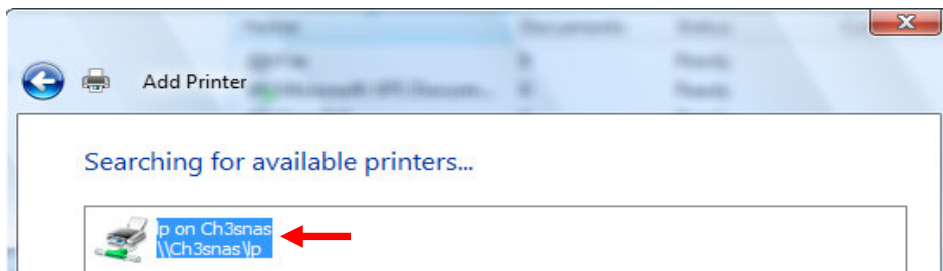 Add Printer
Searching for available printers...
lp on Ch3snas
\\Ch3snas\lp